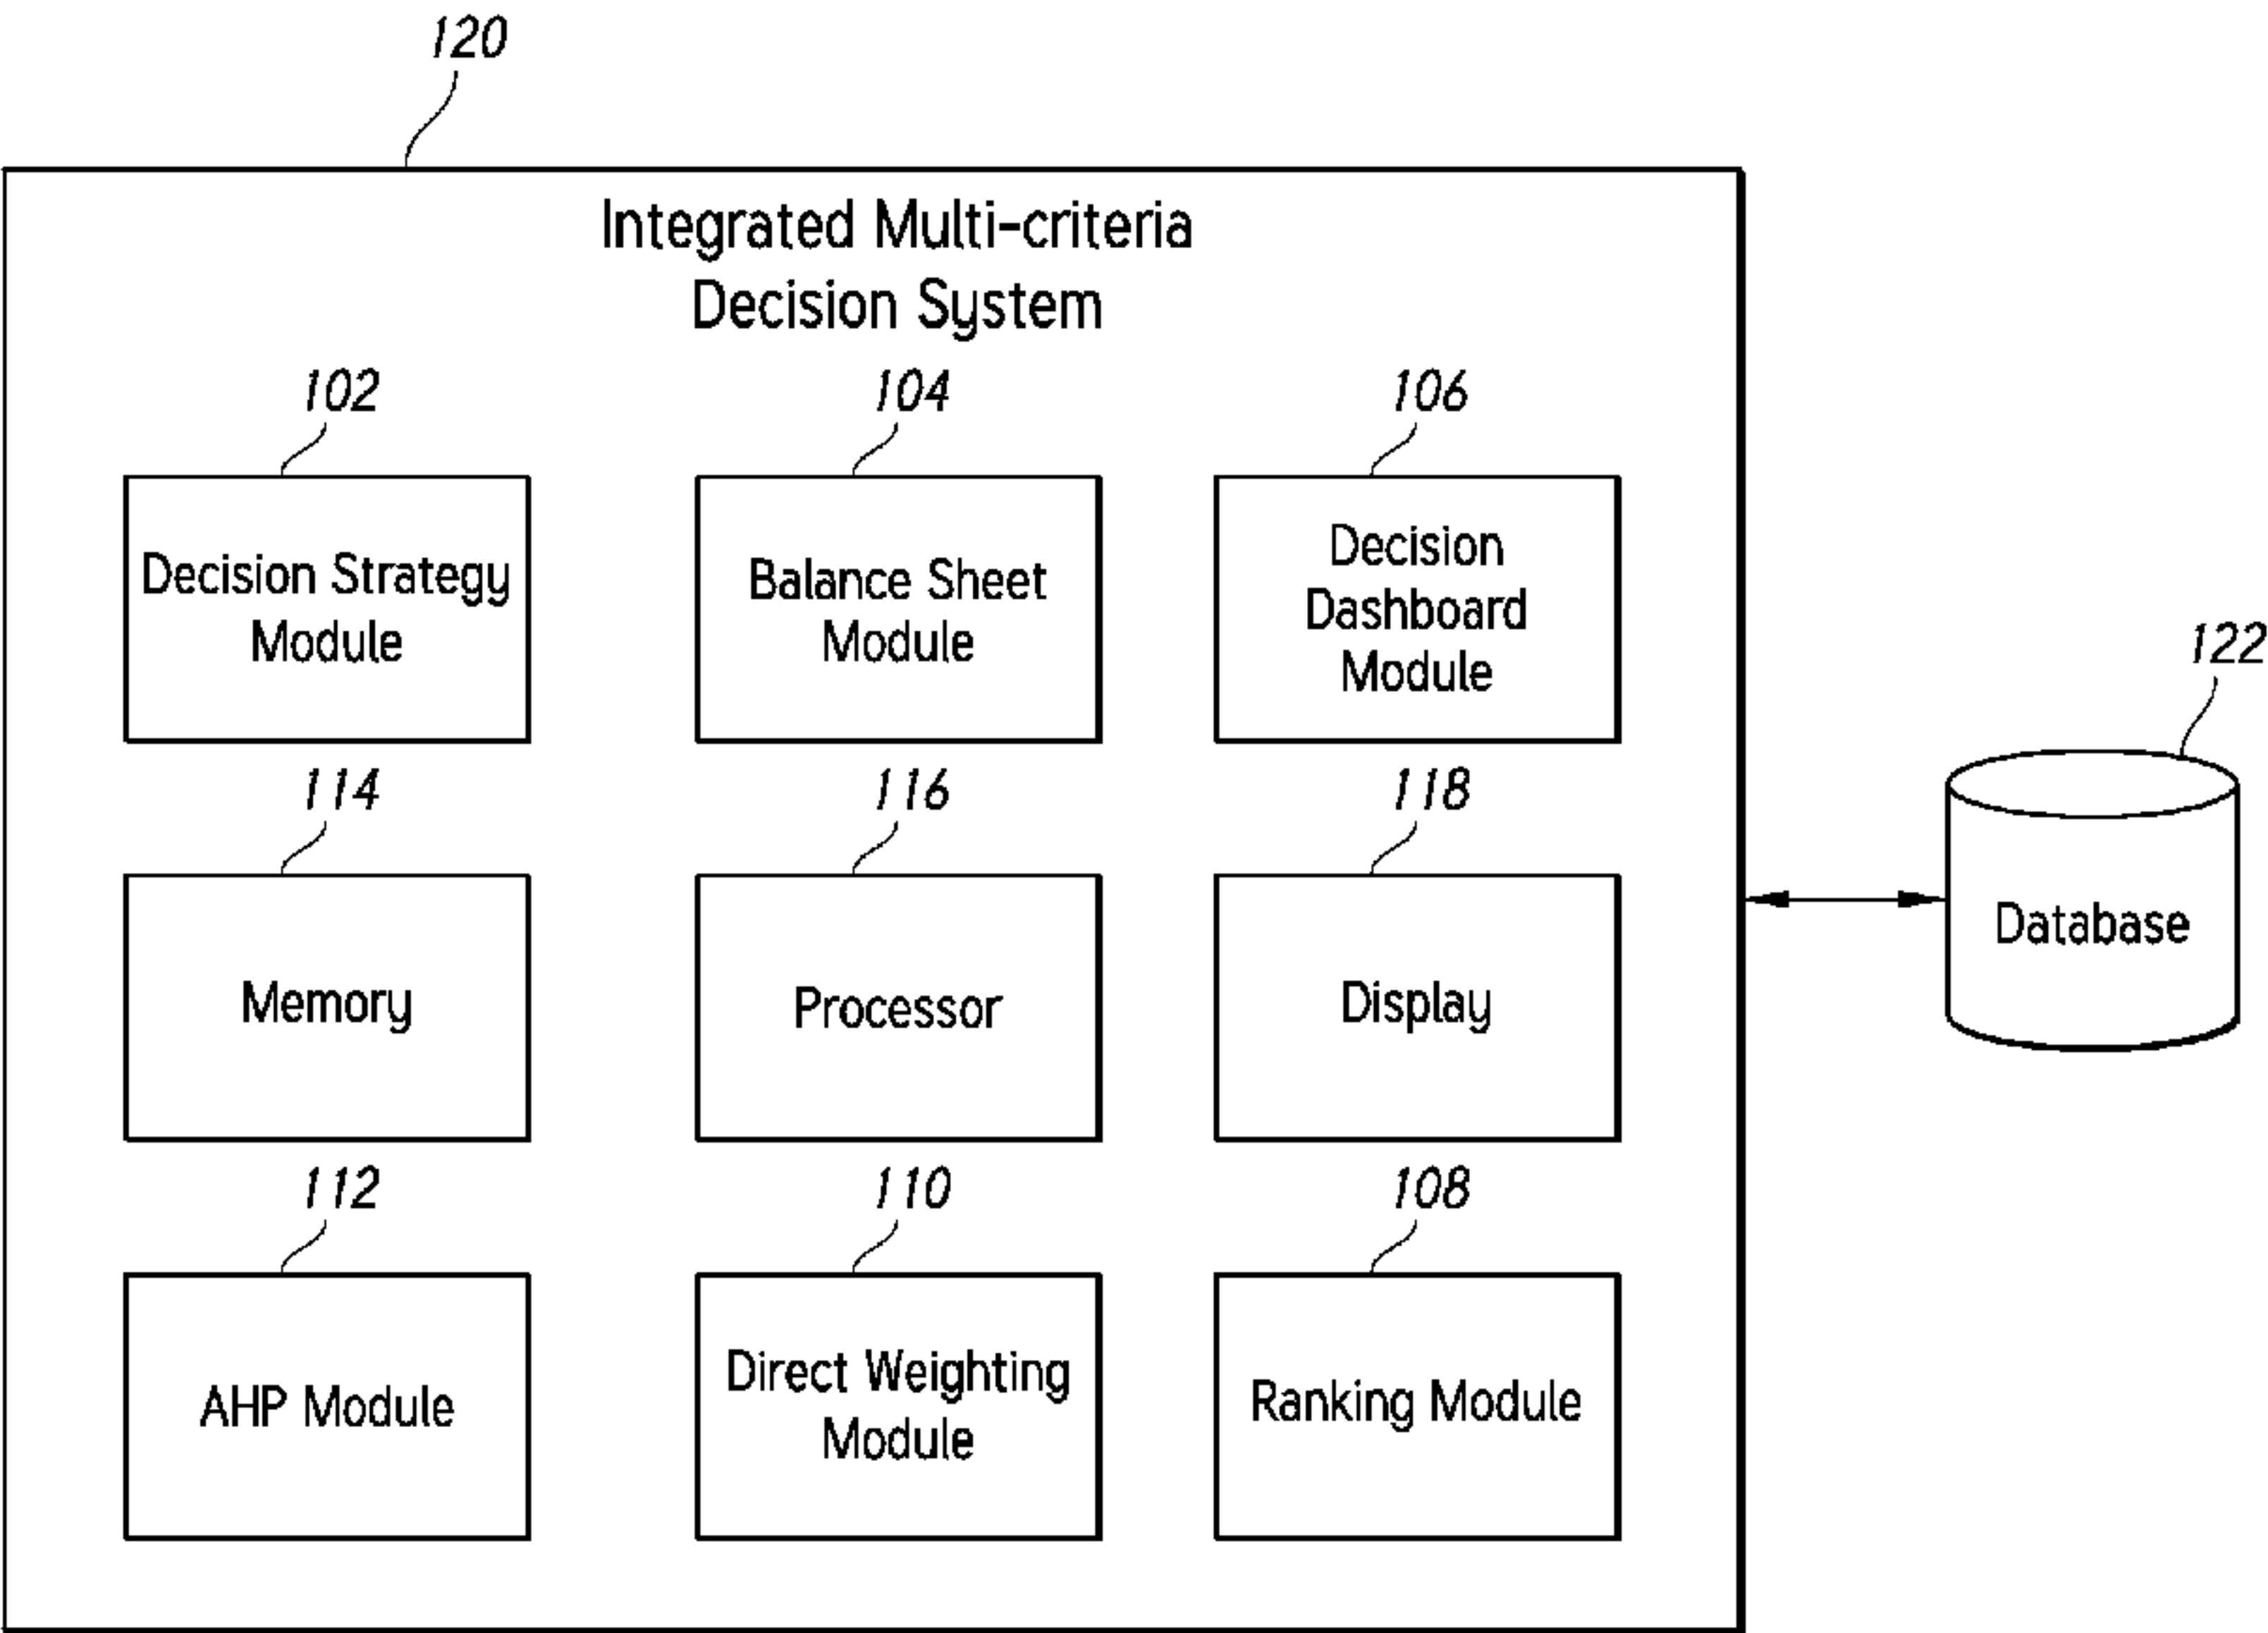 120
Integrated Multi-criteria
Decision System
102
104
106
Decision Strategy
Module
Balance Sheet
Module
Decision
Dashboard
Module
122
114
116
118
Memory
Processor
Display
Database
112
110
108
AHP Module
Direct Weighting
Module
Ranking Module